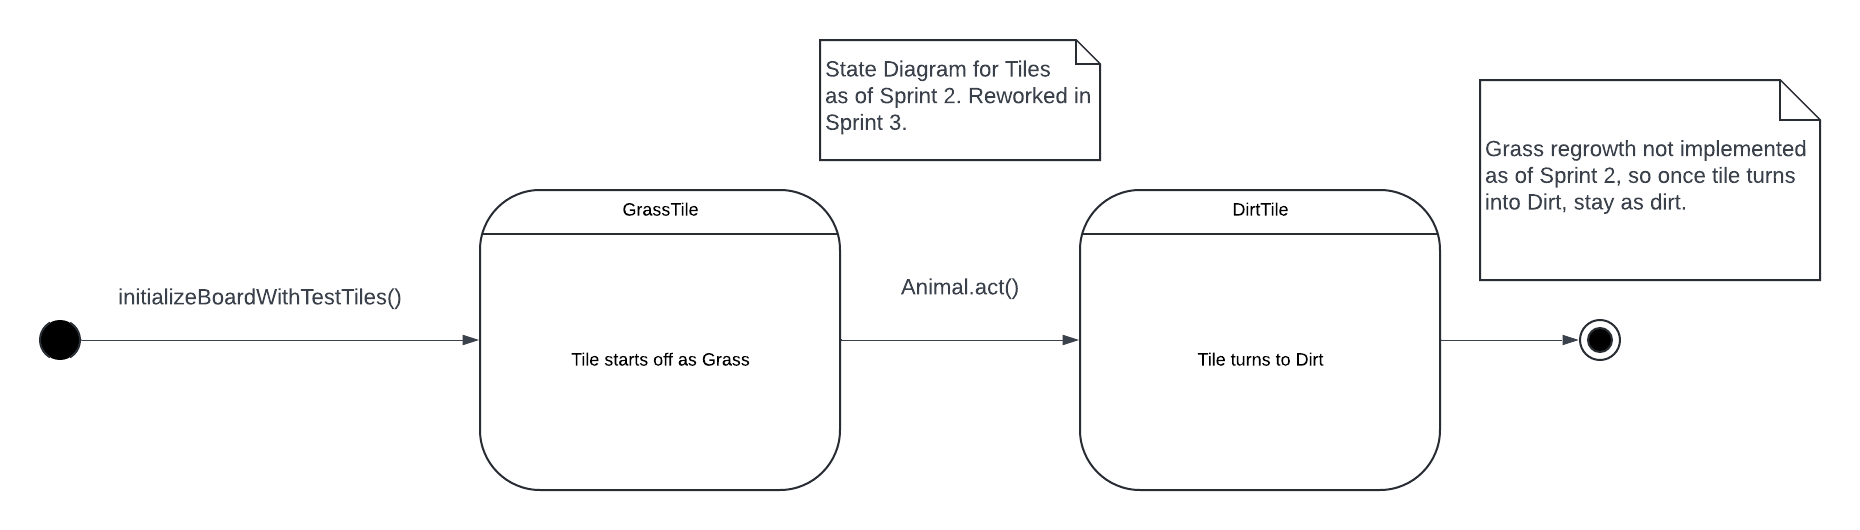 State Diagram for Tiles
as of Sprint 2. Reworked in
Sprint 3.
Grass regrowth not implemented
as of Sprint 2, so once tile turns
into Dirt, stay as dirt.
initializeBoardWithTestTiles()
GrassTile
Tile starts off as Grass
Animal.act()
DirtTile
Tile turns to Dirt